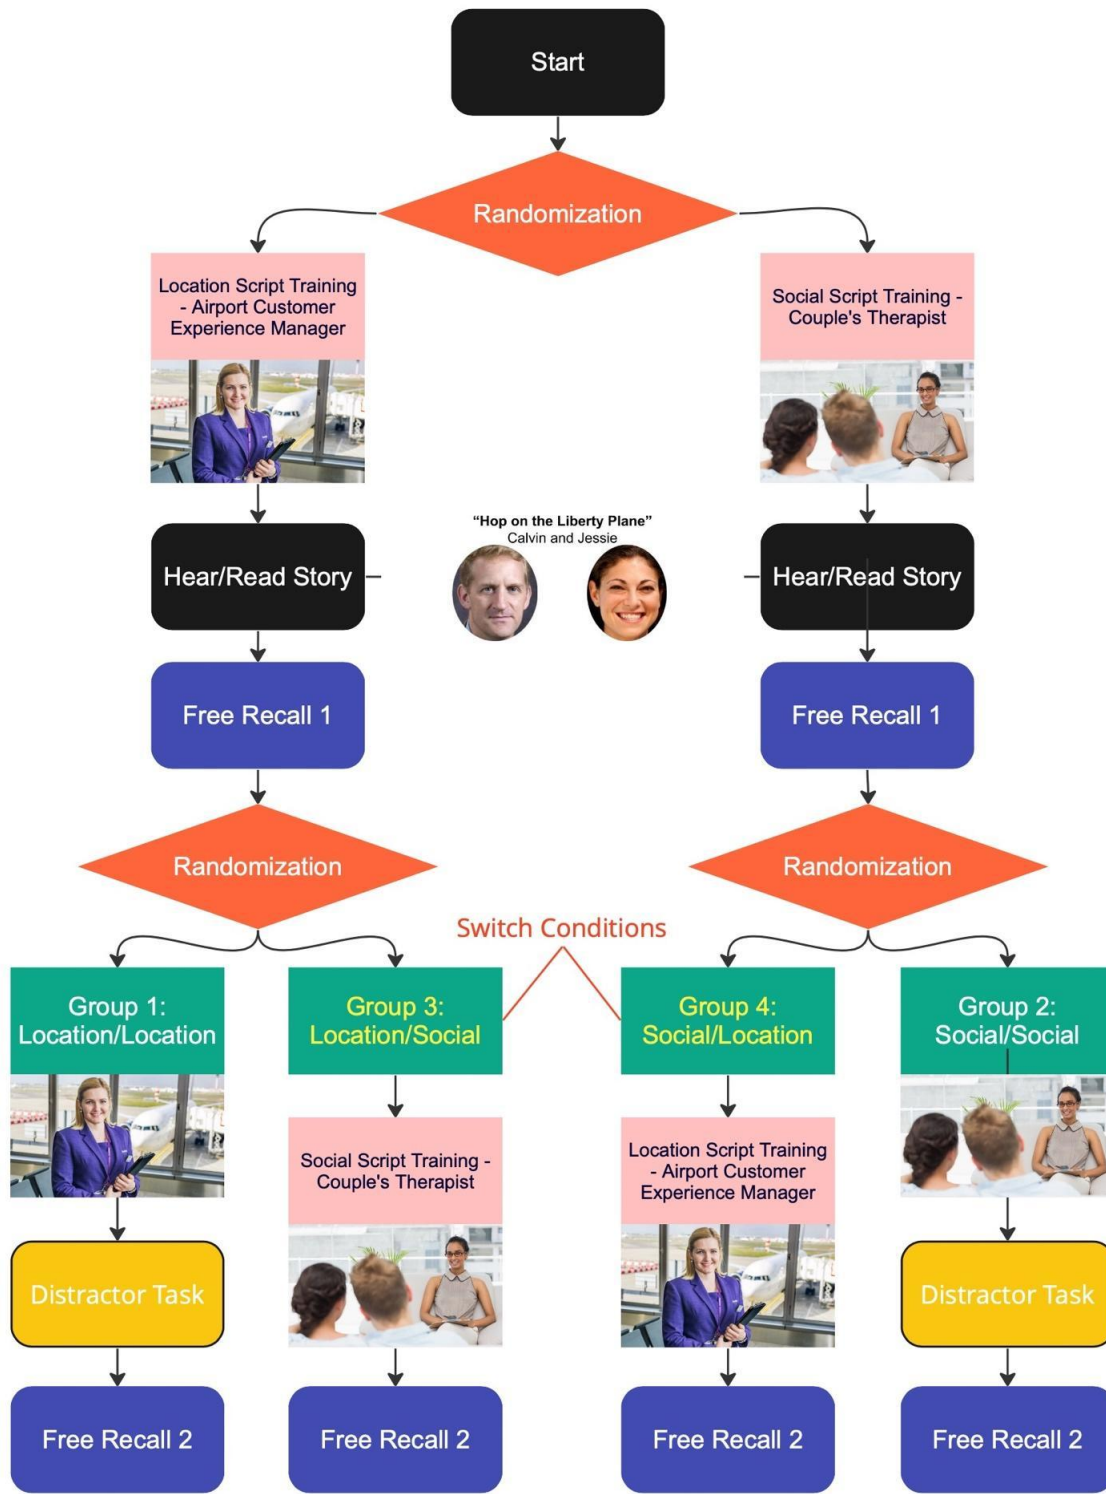 Start
Randomization
Location Script Training
- Airport Customer
Experience Manager
Social Script Training -
Couple's Therapist
“Hop on the Liberty Plane”
Calvin and Jessie
Hear/Read Story
Hear/Read Story
Free Recall 1
Free Recall 1
Randomization
Randomization
Switch Conditions
Group 1:
Location/Location
Group 3:
Location/Social
Group 4:
Social/Location
Group 2:
Social/Social
Social Script Training -
Couple's Therapist
Location Script Training
- Airport Customer
Experience Manager
Distractor Task
Distractor Task
Free Recall 2
Free Recall 2
Free Recall 2
Free Recall 2